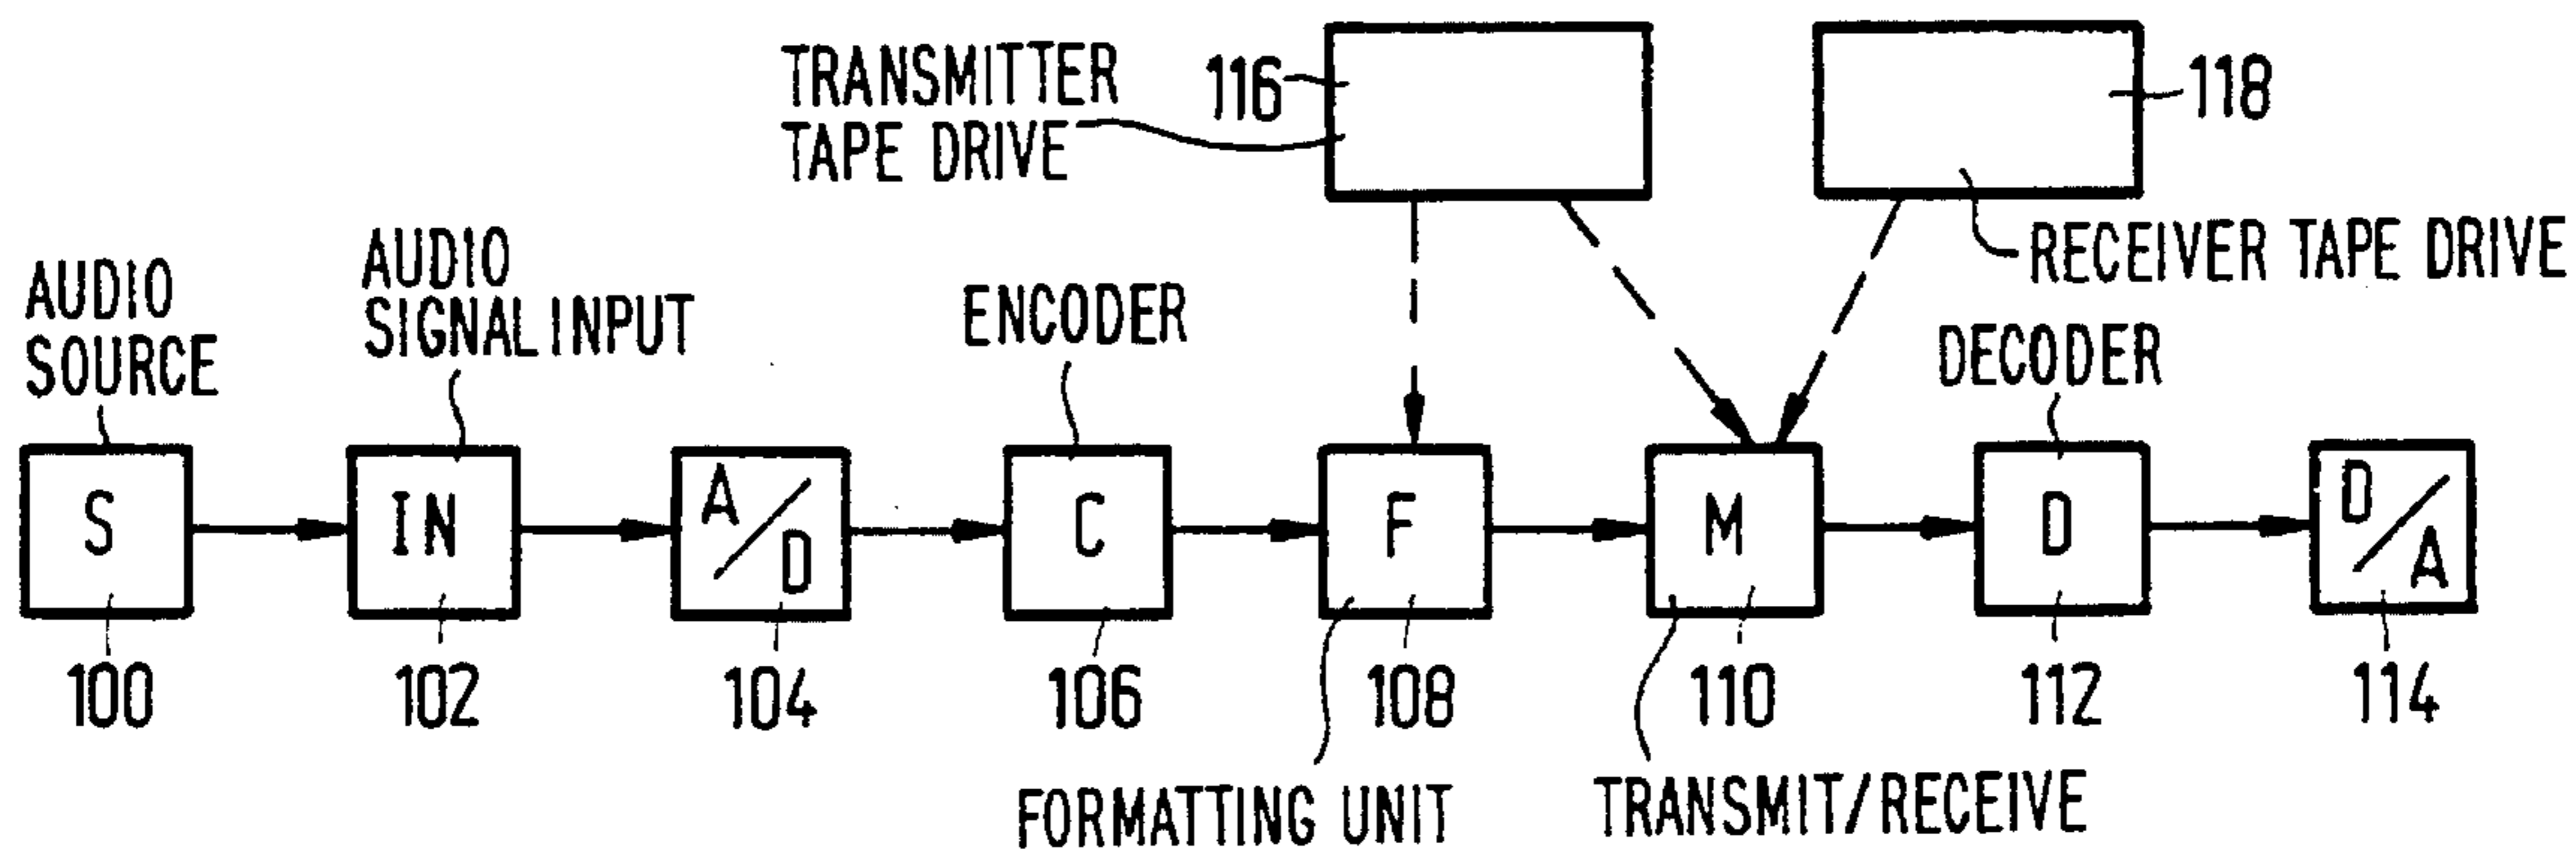 TRANSMITTER
TAPE DRIVE
116
118
RECEIVER TAPE DRIVE
AUDIO
SOURCE
AUDIO
SIGNAL INPUT
ENCODER
DECODER
S
IN
A/D
C
F
M
D
D/A
100
102
104
106
108
110
112
114
FORMATTING UNIT
TRANSMIT/RECEIVE